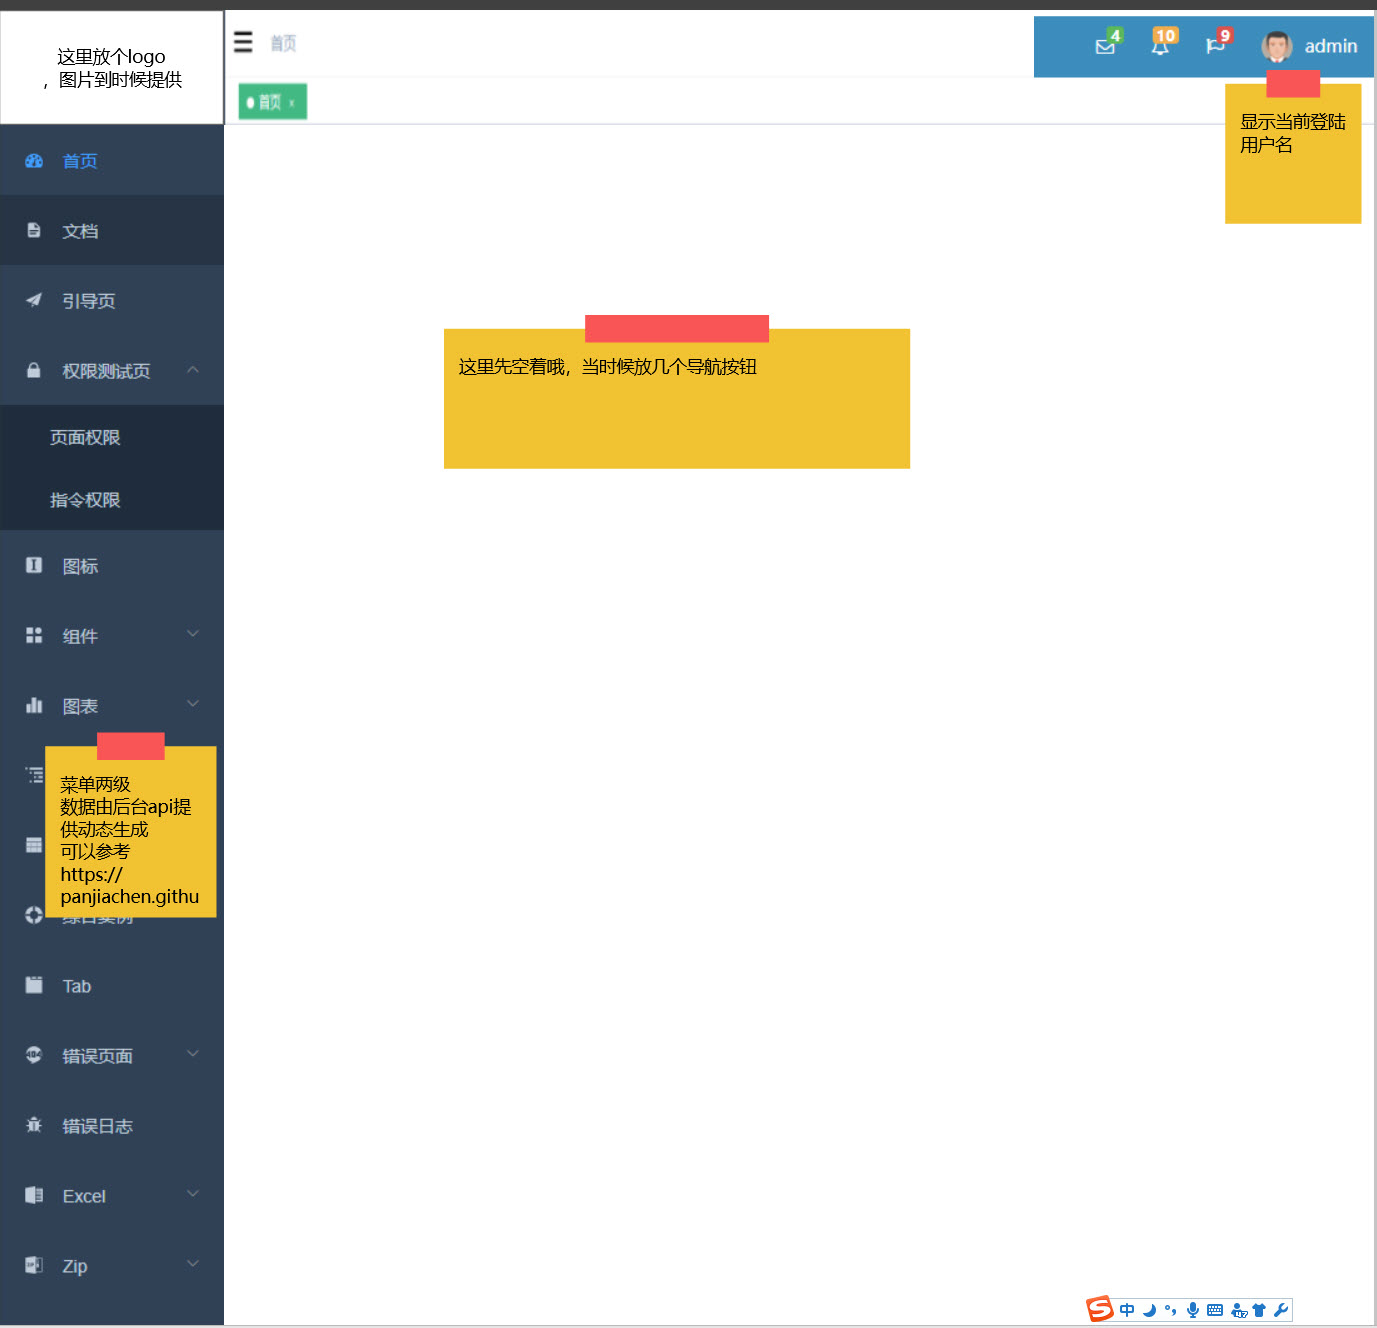 这里放个logo
，图片到时候提供
首页
4
10
9
admin
首页 x
显示当前登陆
用户名
首页
文档
引导页
权限测试页
页面权限
指令权限
这里先空着哦，当时候放几个导航按钮
图标
组件
图表
菜单两级
数据由后台api提
供动态生成
可以参考
https://
panjiachen.githu
Tab
404
错误页面
错误日志
Excel
Zip
S 中